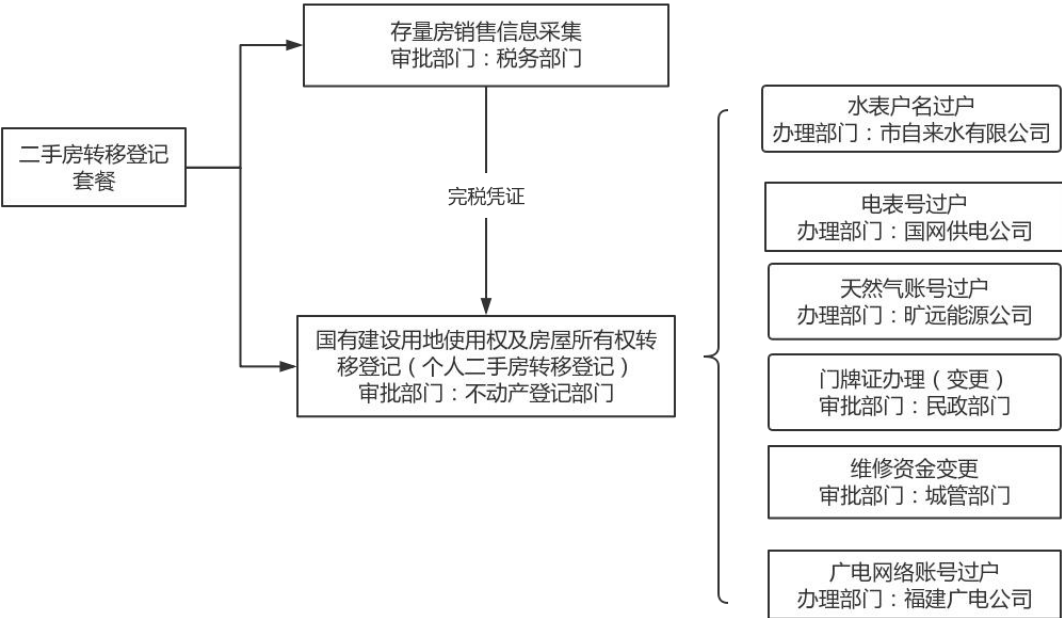 存量房销售信息采集
审批部门：税务部门
二手房转移登记
套餐
完税凭证
国有建设用地使用权及房屋所有权转
移登记（个人二手房转移登记）
审批部门：不动产登记部门
水表户名过户
办理部门：市自来水有限公司
电表号过户
办理部门：国网供电公司
天然气账号过户
办理部门：旷远能源公司
门牌证办理（变更）
审批部门：民政部门
维修资金变更
审批部门：城管部门
广电网络账号过户
办理部门：福建广电公司